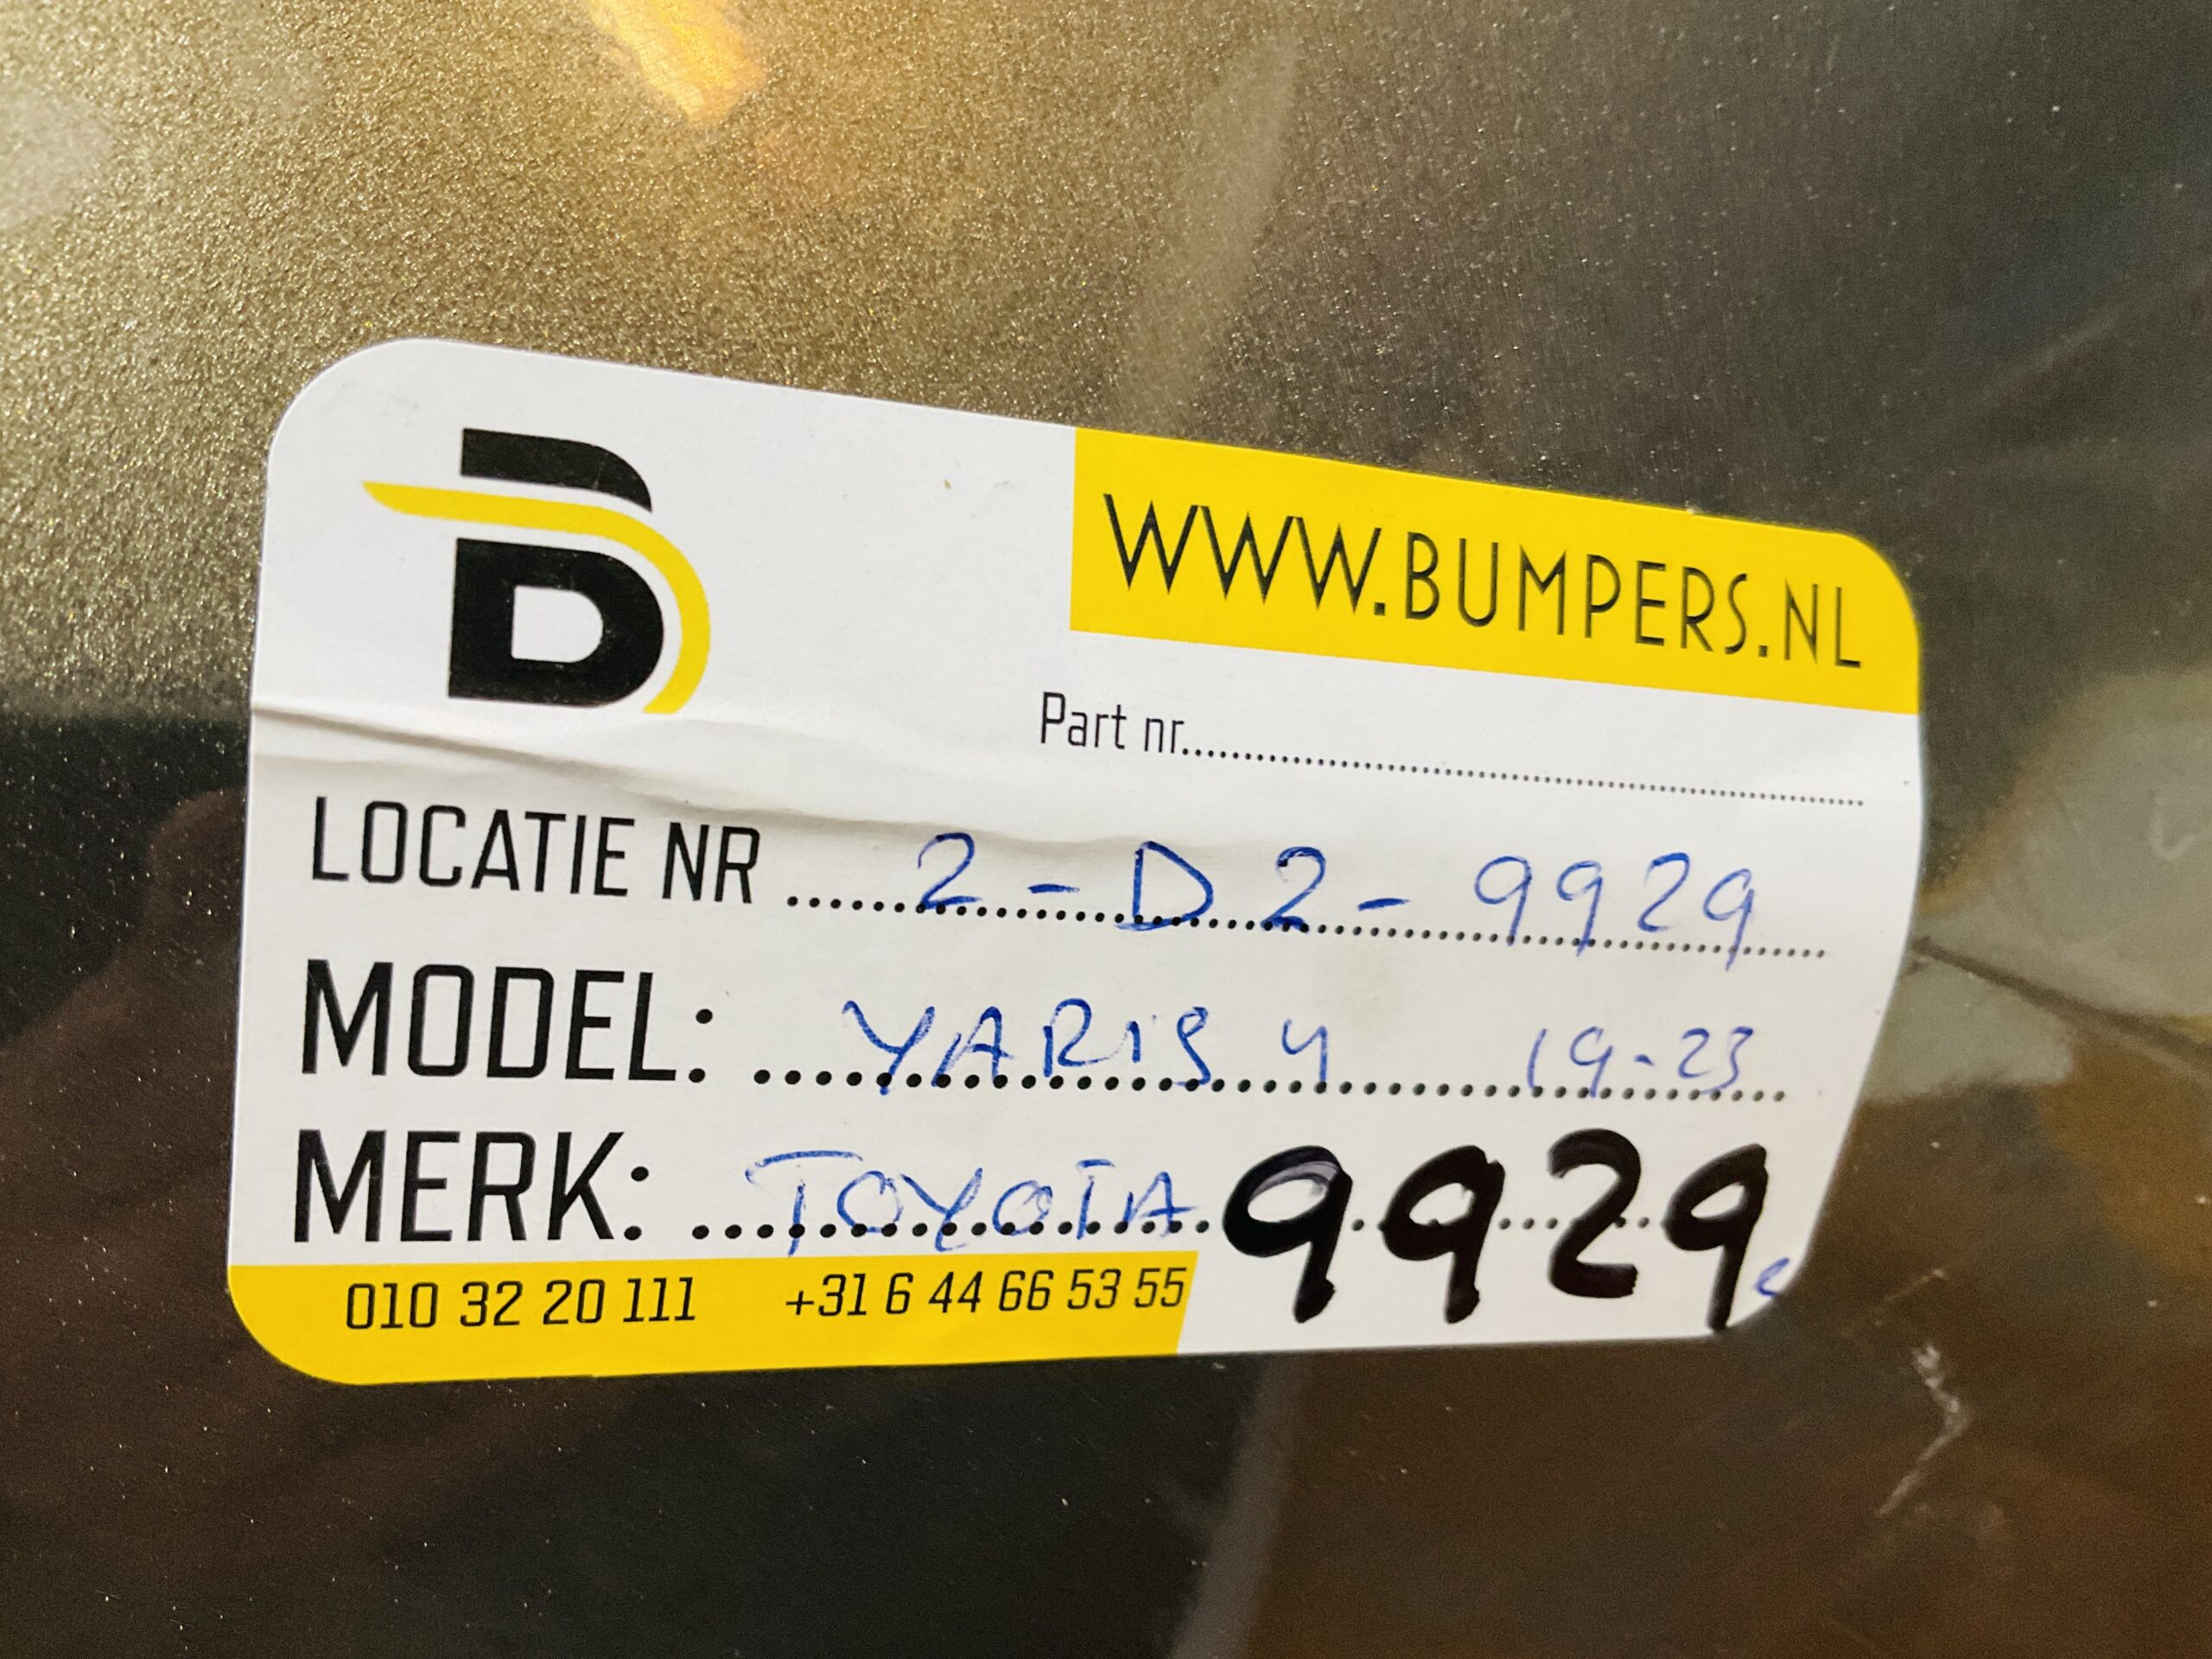 B
WWW.BUMPERS.NL
Part nr..............................
LOCATIE NR ..... 2 - D2 - 9929
MODEL: ..... YARIS 4 19-23
MERK: ..... TOYOTA 9929
010 32 20 111 +31 6 44 66 53 55